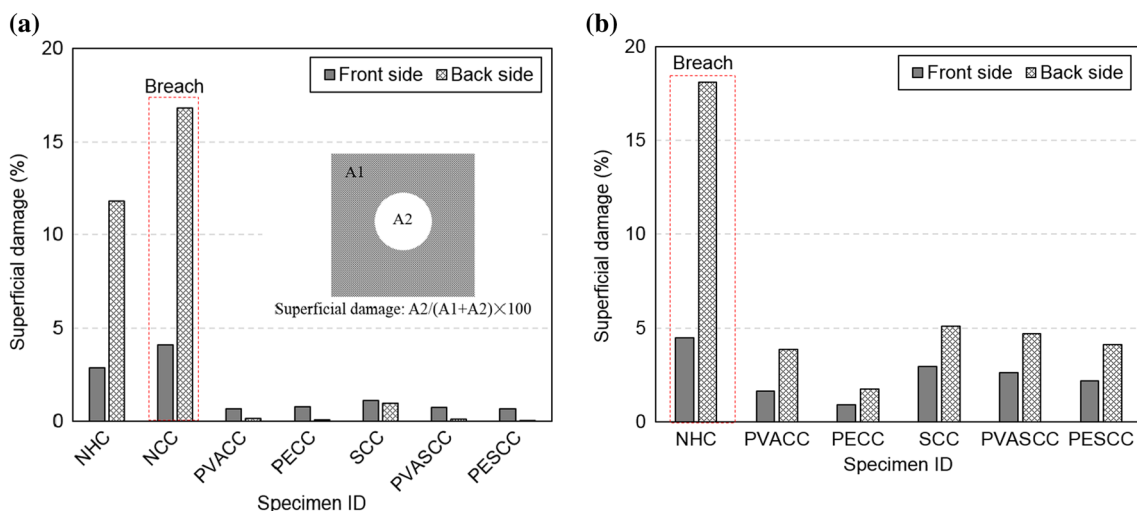 (a)
20
15
10
5
0
Superficial damage (%)
Front side Back side
Breach
A1
A2
Superficial damage: A2/(A1+A2)×100
NHC NCC PVACC PECC SCC PVASCC PESCC
Specimen ID
(b)
20
15
10
5
0
Superficial damage (%)
Front side Back side
Breach
NHC PVACC PECC SCC PVASCC PESCC
Specimen ID